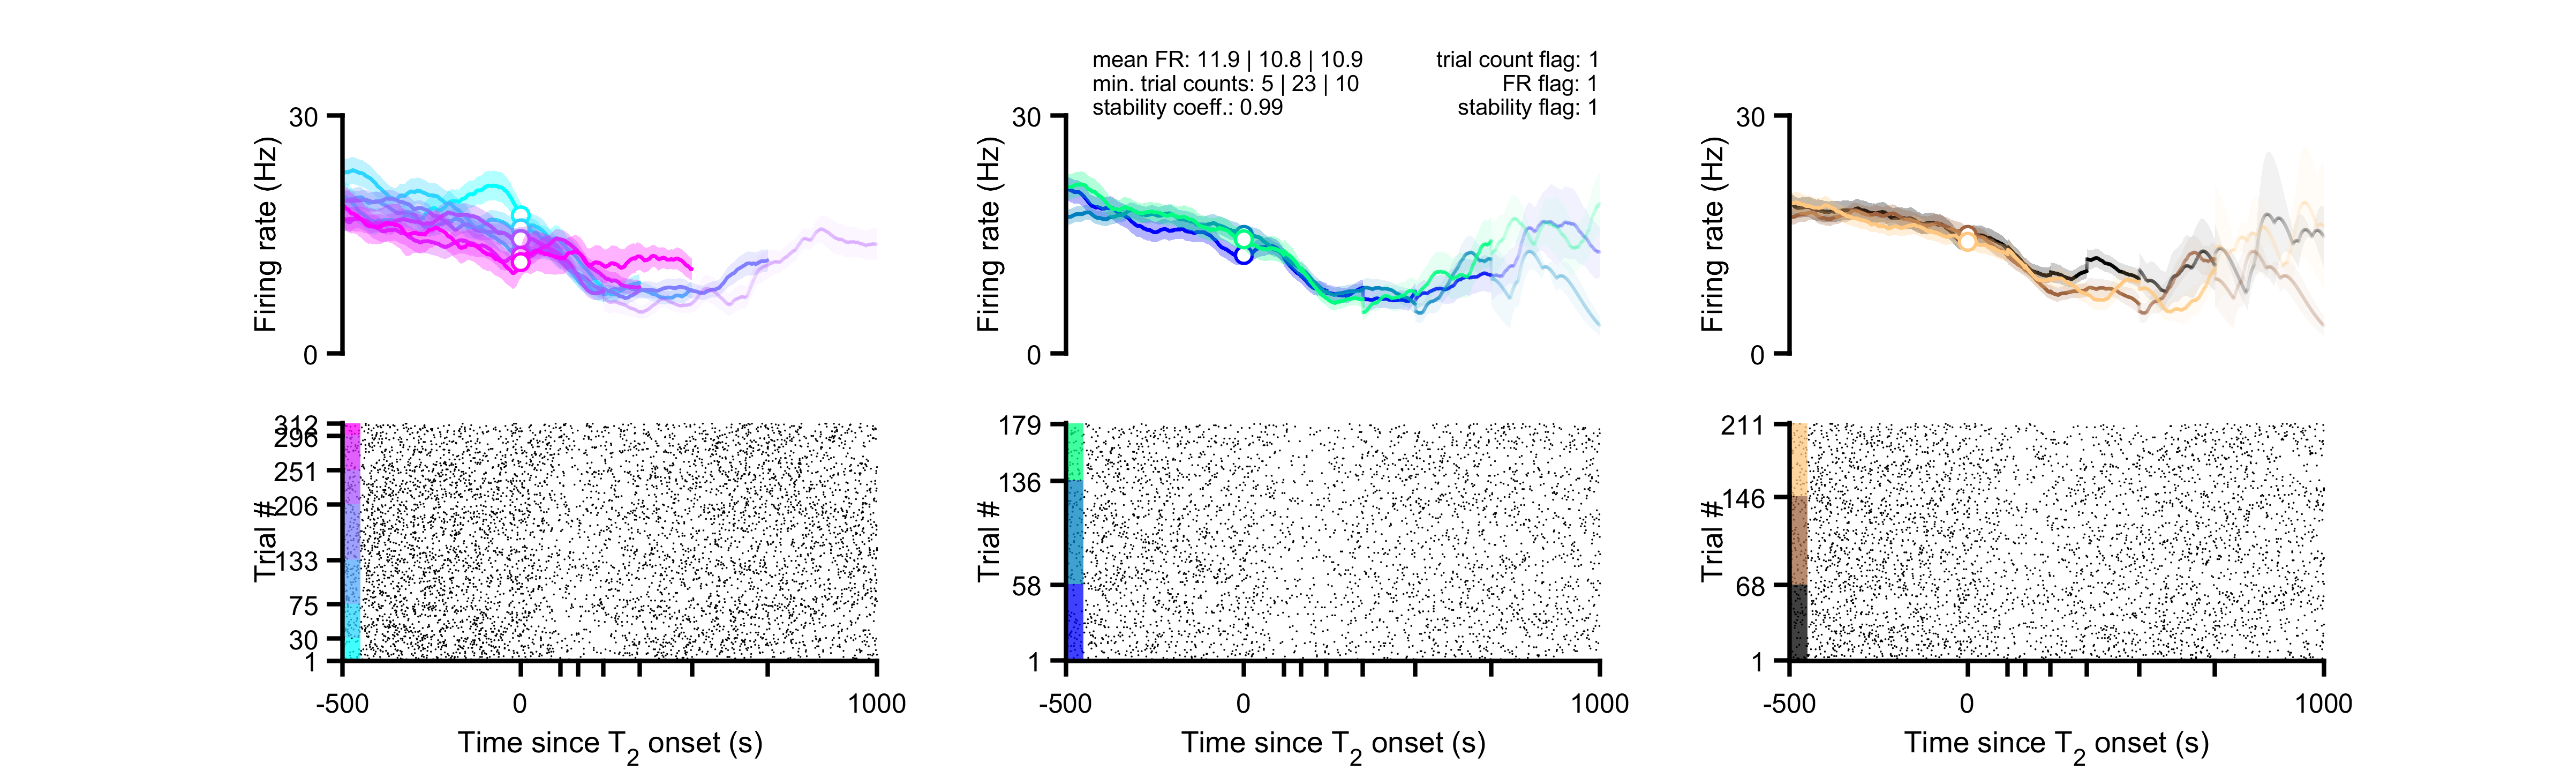 mean FR: 11.9 | 10.8 | 10.9
trial count flag: 1
min. trial counts: 5 | 23 | 10
FR flag: 1
stability coeff.: 0.99
stability flag: 1
30
Firing rate (Hz)
0
30
Firing rate (Hz)
0
30
Firing rate (Hz)
0
312
296
251
206
133
75
30
1
Trial #
-500
0
1000
Time since T2 onset (s)
179
136
58
1
Trial #
-500
0
1000
Time since T2 onset (s)
211
146
68
1
Trial #
-500
0
1000
Time since T2 onset (s)